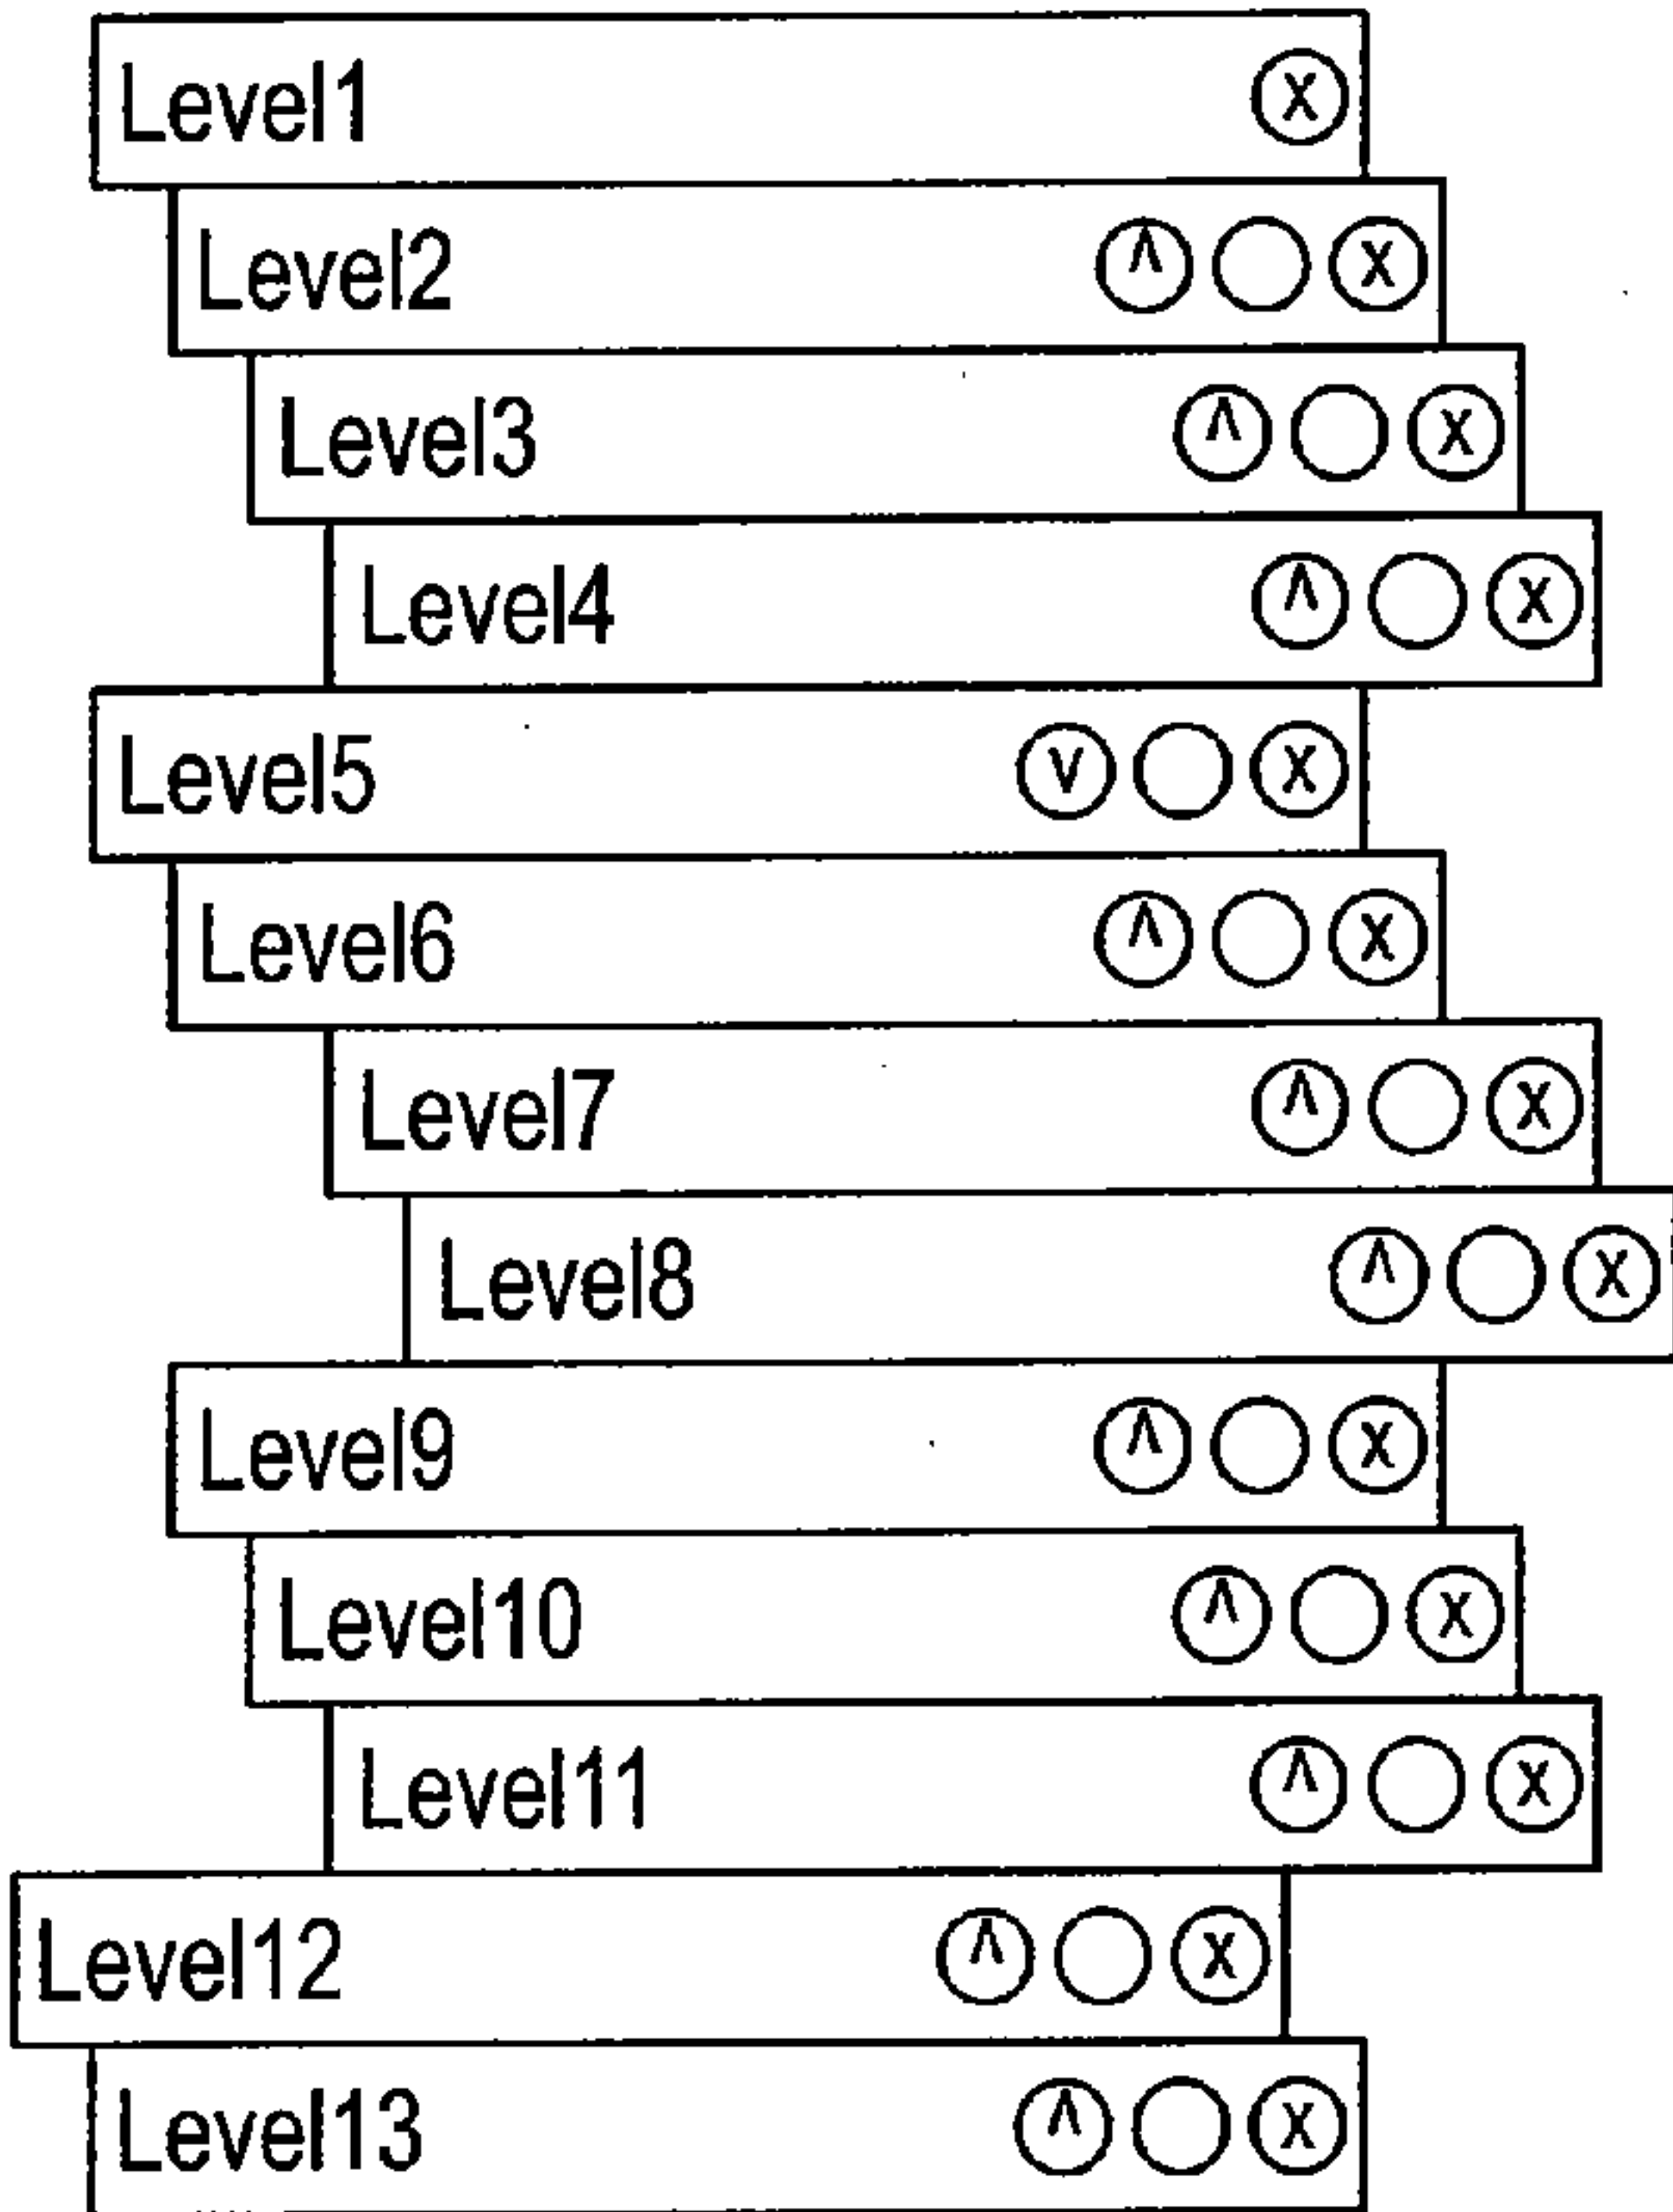 Level1 x
Level2 ^ x
Level3 ^ x
Level4 ^ x
Level5 v x
Level6 ^ x
Level7 ^ x
Level8 ^ x
Level9 ^ x
Level10 ^ x
Level11 ^ x
Level12 ^ x
Level13 ^ x